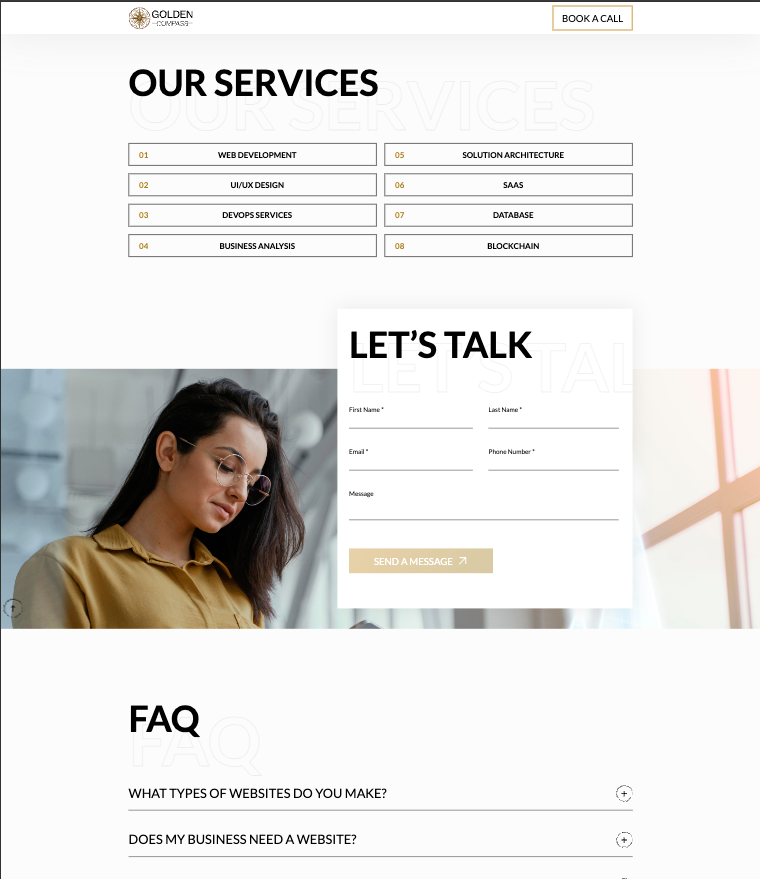 GOLDEN
COMPASS
BOOK A CALL
OUR SERVICES
OUR SERVICES
01 WEB DEVELOPMENT
05 SOLUTION ARCHITECTURE
02 UI/UX DESIGN
06 SAAS
03 DEVOPS SERVICES
07 DATABASE
04 BUSINESS ANALYSIS
08 BLOCKCHAIN
LET'S TALK
LET'S TAL
First Name *
Last Name *
Email *
Phone Number *
Message
SEND A MESSAGE
FAQ
FAQ
WHAT TYPES OF WEBSITES DO YOU MAKE?
DOES MY BUSINESS NEED A WEBSITE?